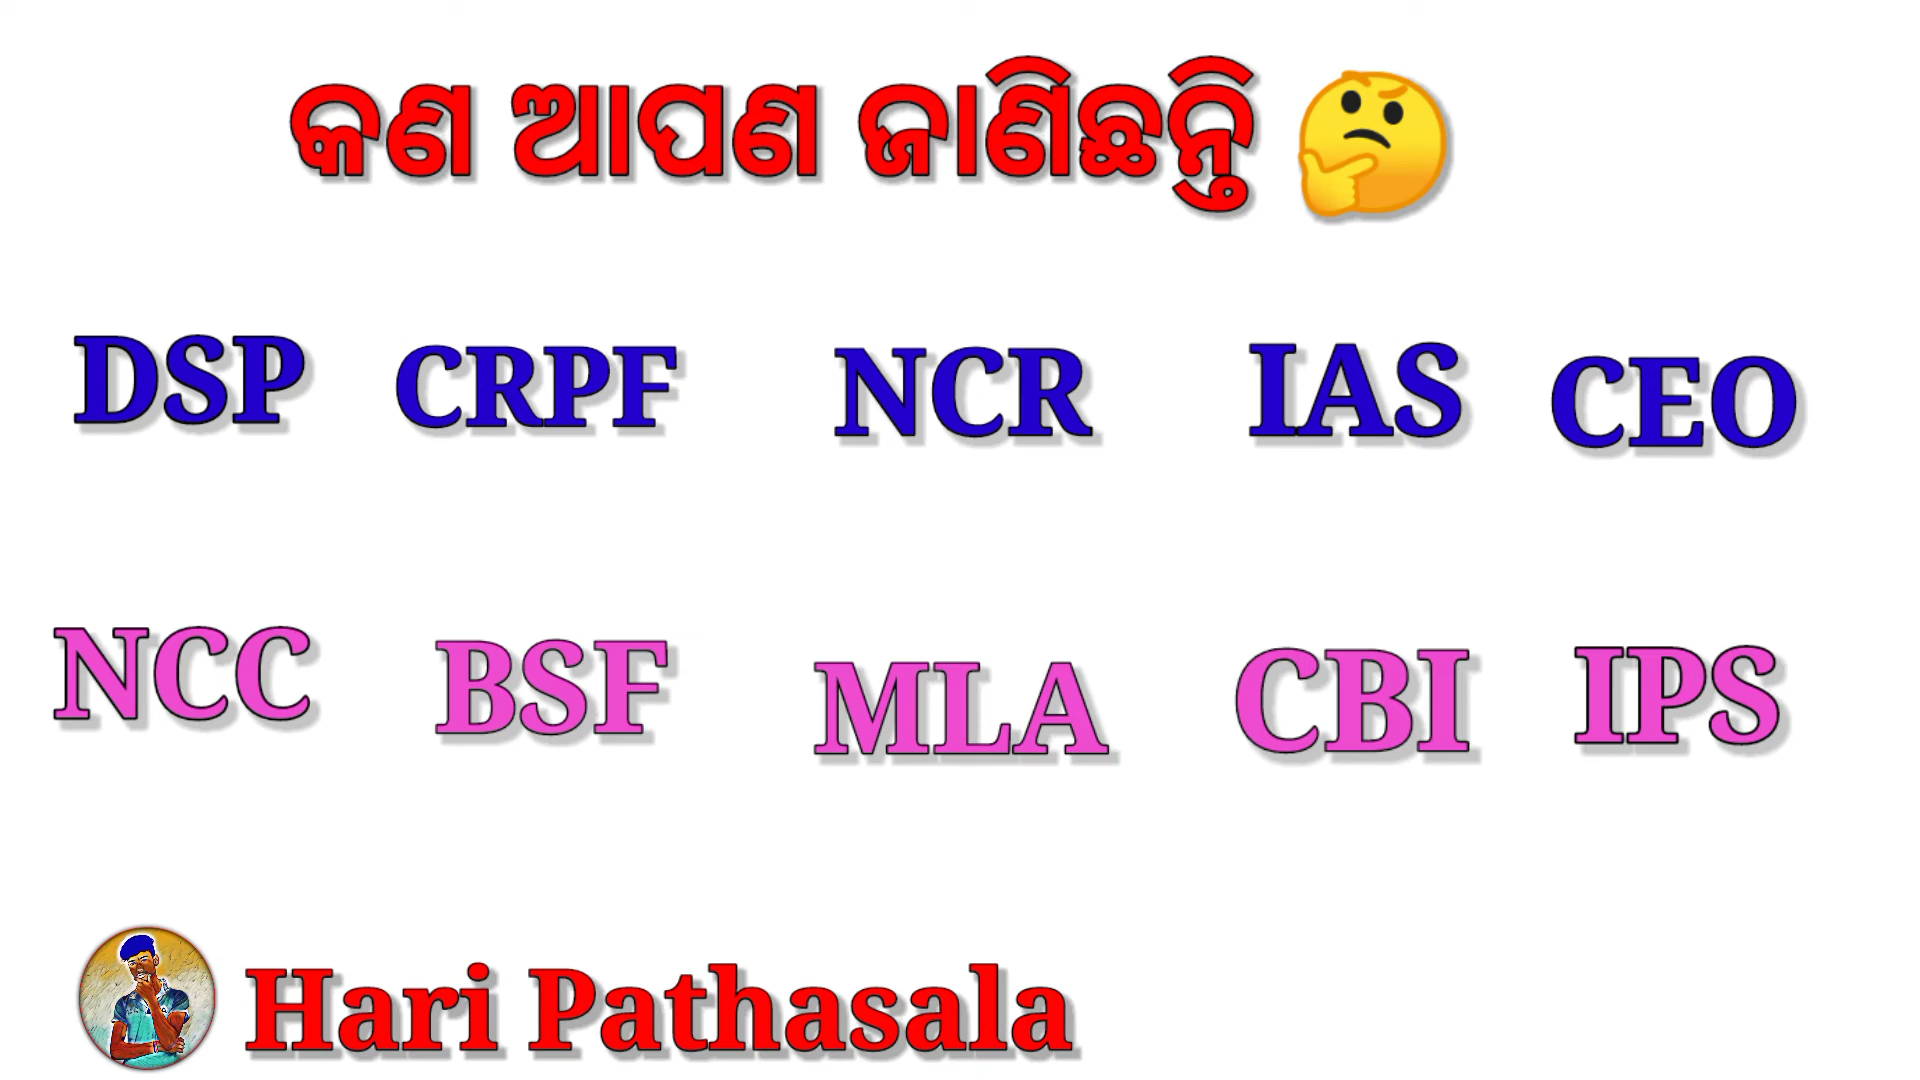 କଣ ଆପଣ ଜାଣିଛନ୍ତି 🤔
DSP CRPF NCR IAS CEO
NCC BSF MLA CBI IPS
Hari Pathasala